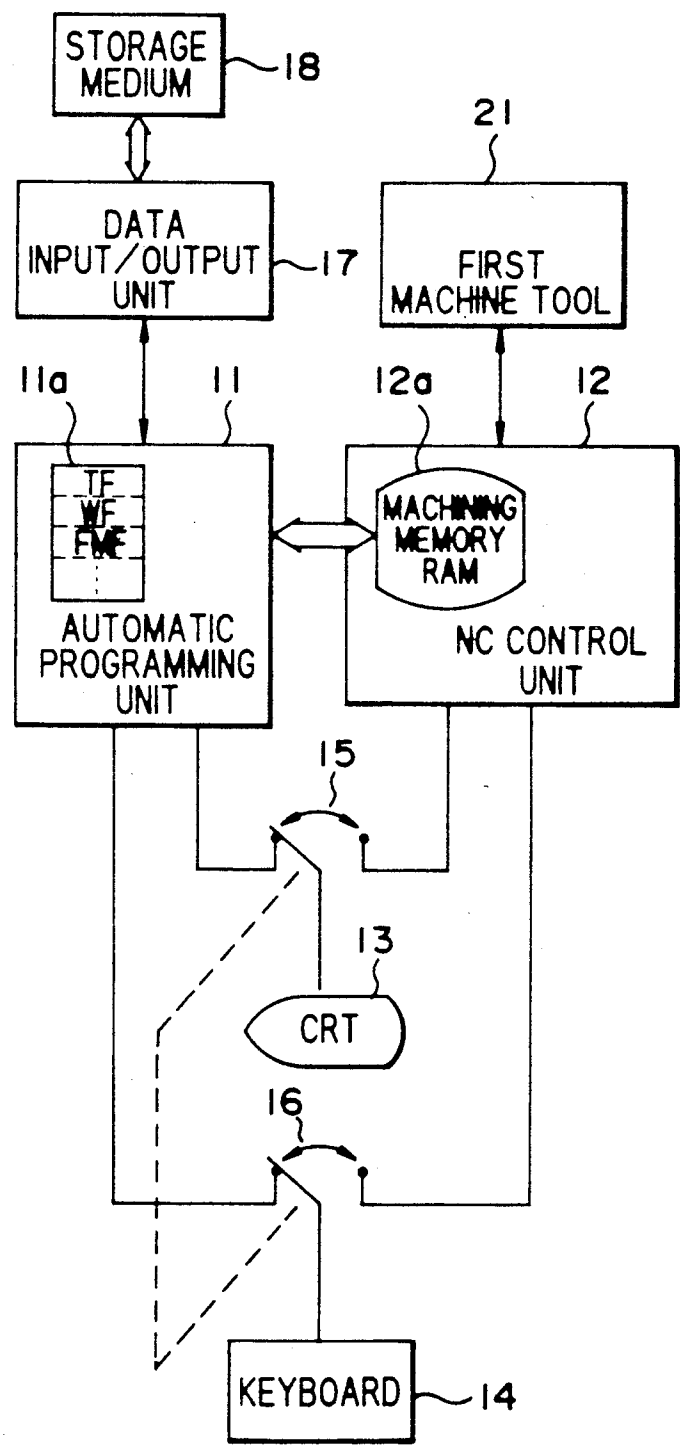 STORAGE
MEDIUM
18
21
DATA
INPUT/OUTPUT
UNIT
17
FIRST
MACHINE TOOL
11a
11
12a
12
TF
WF
FMF
MACHINING
MEMORY
RAM
AUTOMATIC
PROGRAMMING
UNIT
NC CONTROL
UNIT
15
13
CRT
16
KEYBOARD
14